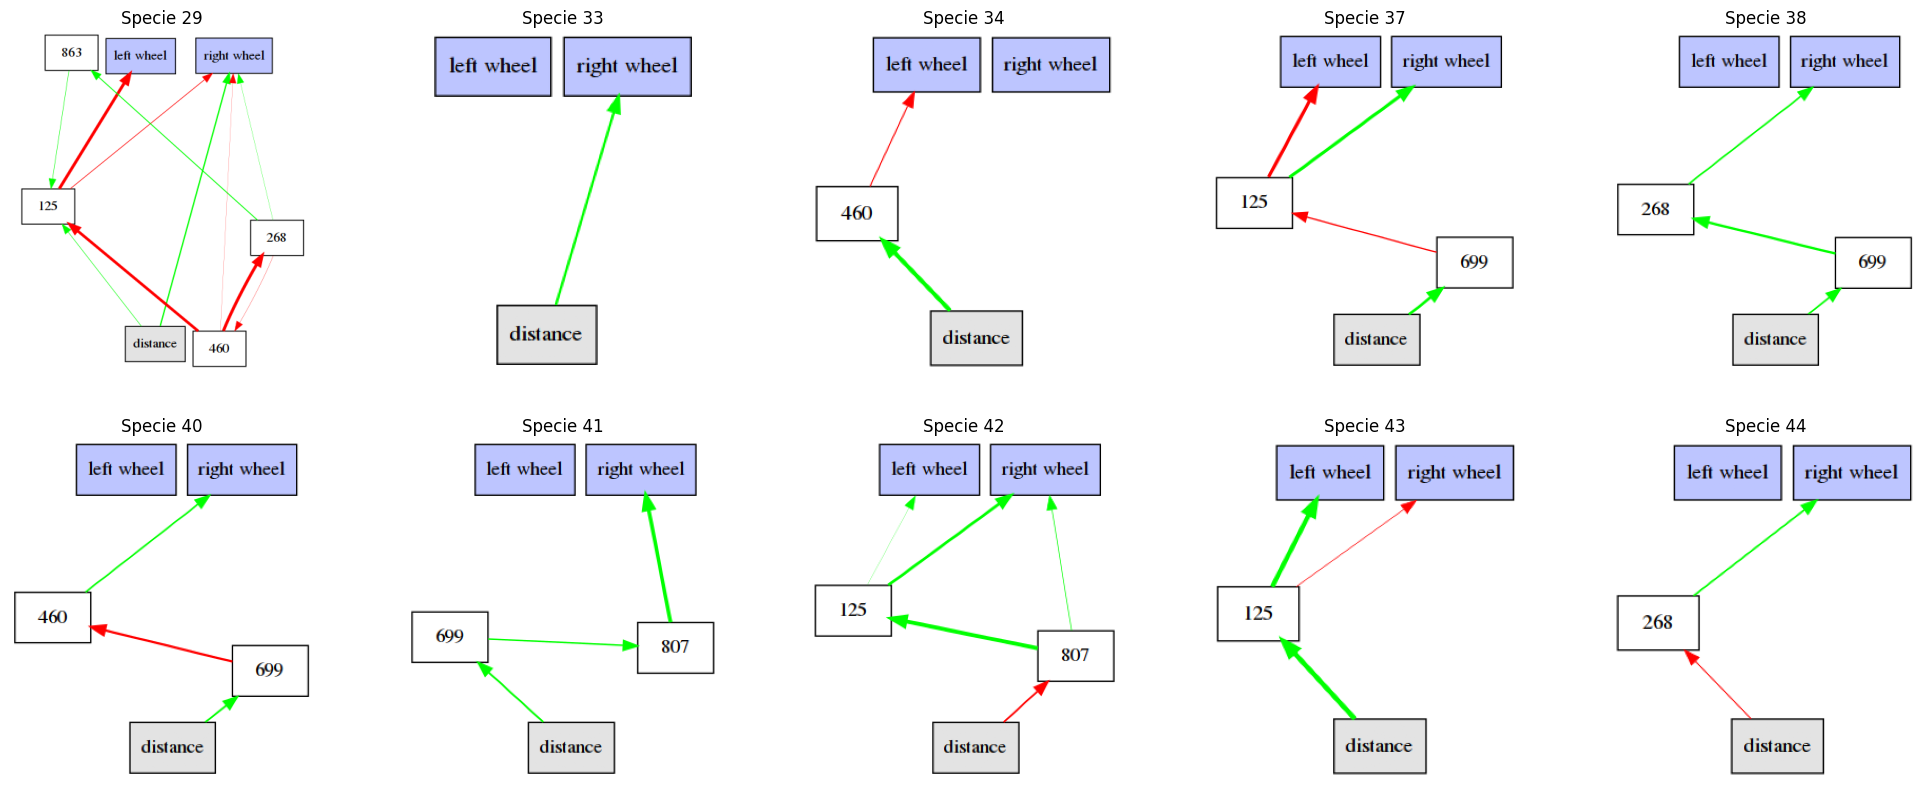 Specie 29
863
left wheel
right wheel
125
268
distance
460
Specie 33
left wheel
right wheel
distance
Specie 34
left wheel
right wheel
460
distance
Specie 37
left wheel
right wheel
125
699
distance
Specie 38
left wheel
right wheel
268
699
distance
Specie 40
left wheel
right wheel
460
699
distance
Specie 41
left wheel
right wheel
699
807
distance
Specie 42
left wheel
right wheel
125
807
distance
Specie 43
left wheel
right wheel
125
distance
Specie 44
left wheel
right wheel
268
distance